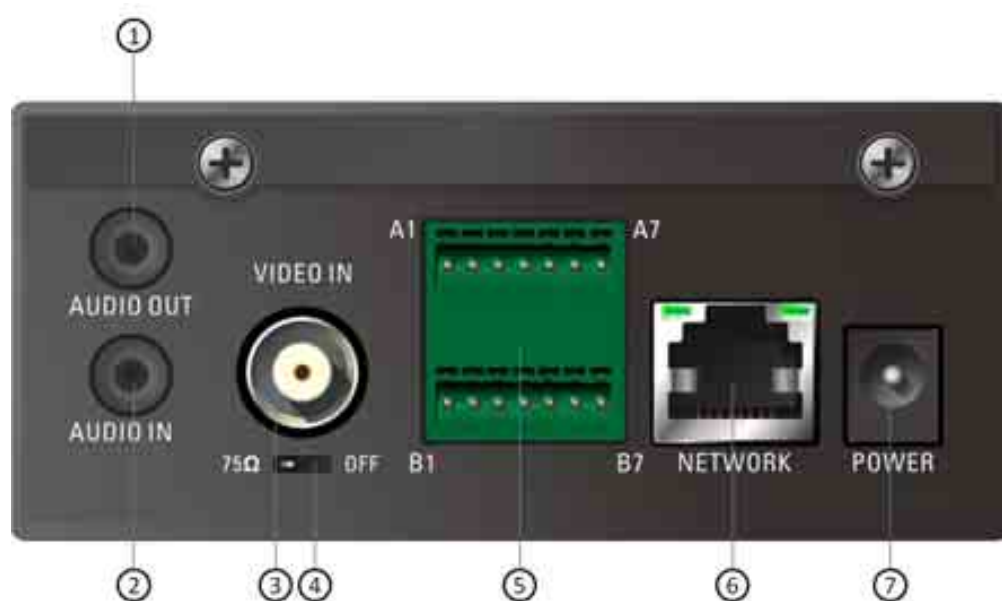 ①
A1 A7
VIDEO IN
AUDIO OUT
AUDIO IN
75Ω OFF B1 B7 NETWORK POWER
② ③ ④ ⑤ ⑥ ⑦